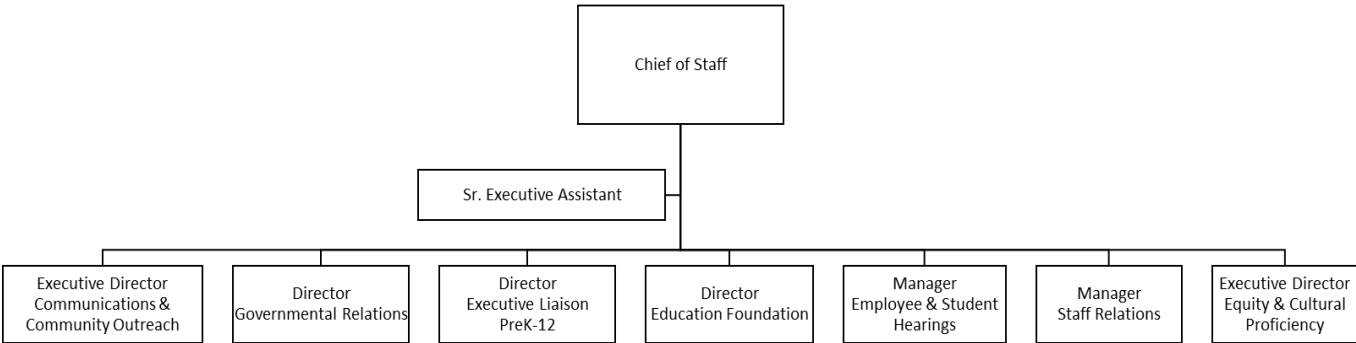 Chief of Staff
Sr. Executive Assistant
Executive Director
Communications &
Community Outreach
Director
Governmental Relations
Director
Executive Liaison
PreK-12
Director
Education Foundation
Manager
Employee & Student
Hearings
Manager
Staff Relations
Executive Director
Equity & Cultural
Proficiency